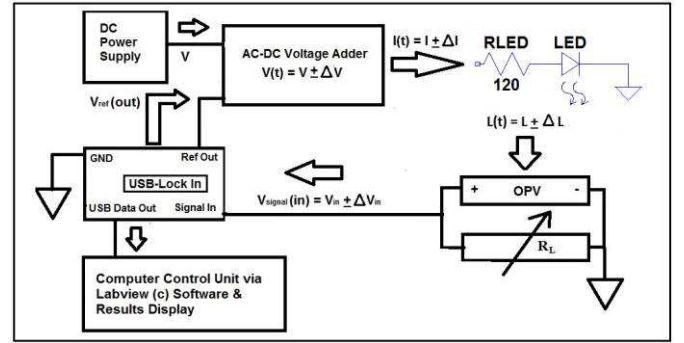 DC
Power
Supply
V
AC-DC Voltage Adder
V(t) = V ± ΔV
I(t) = I ± ΔI
RLED
LED
120
Vref (out)
L(t) = L ± Δ L
GND
Ref Out
USB-Lock In
USB Data Out
Signal In
Vsignal (in) = Vin ± ΔVin
+
OPV
-
RL
Computer Control Unit via
Labview (c) Software &
Results Display